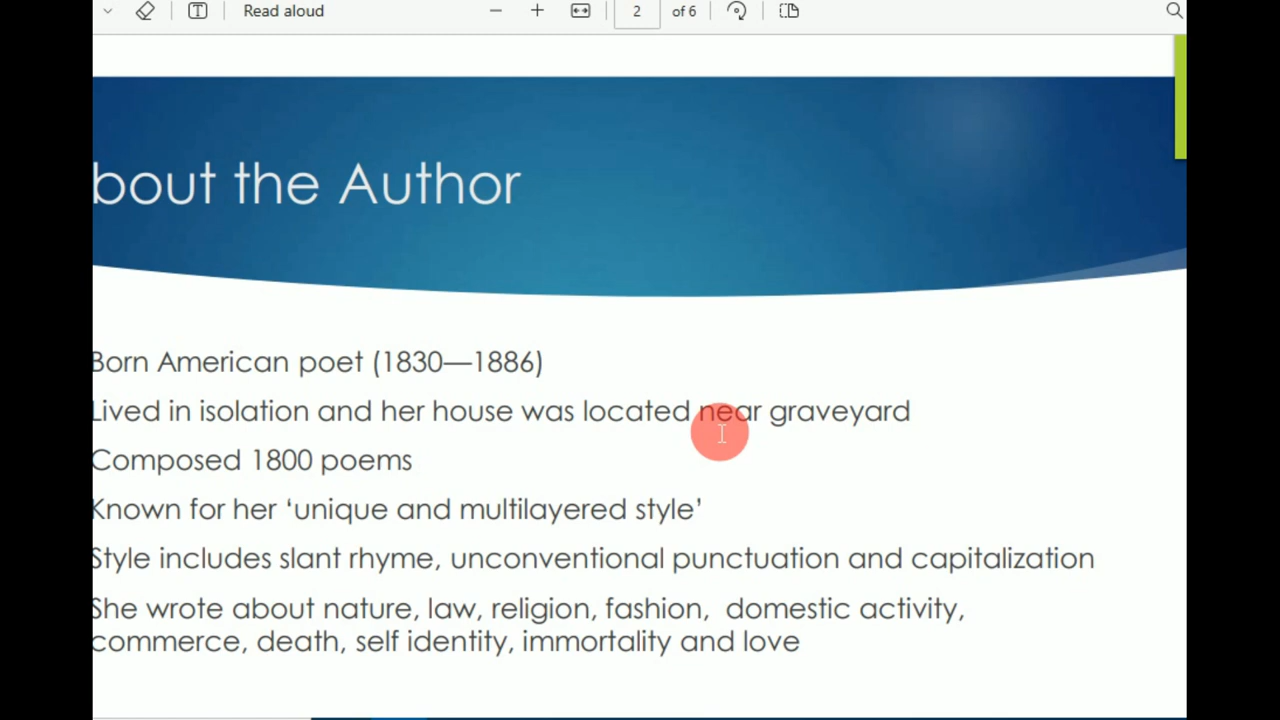 Read aloud
2 of 6
bout the Author
Born American poet (1830—1886)
Lived in isolation and her house was located near graveyard
Composed 1800 poems
Known for her ‘unique and multilayered style’
Style includes slant rhyme, unconventional punctuation and capitalization
She wrote about nature, law, religion, fashion, domestic activity,
commerce, death, self identity, immortality and love